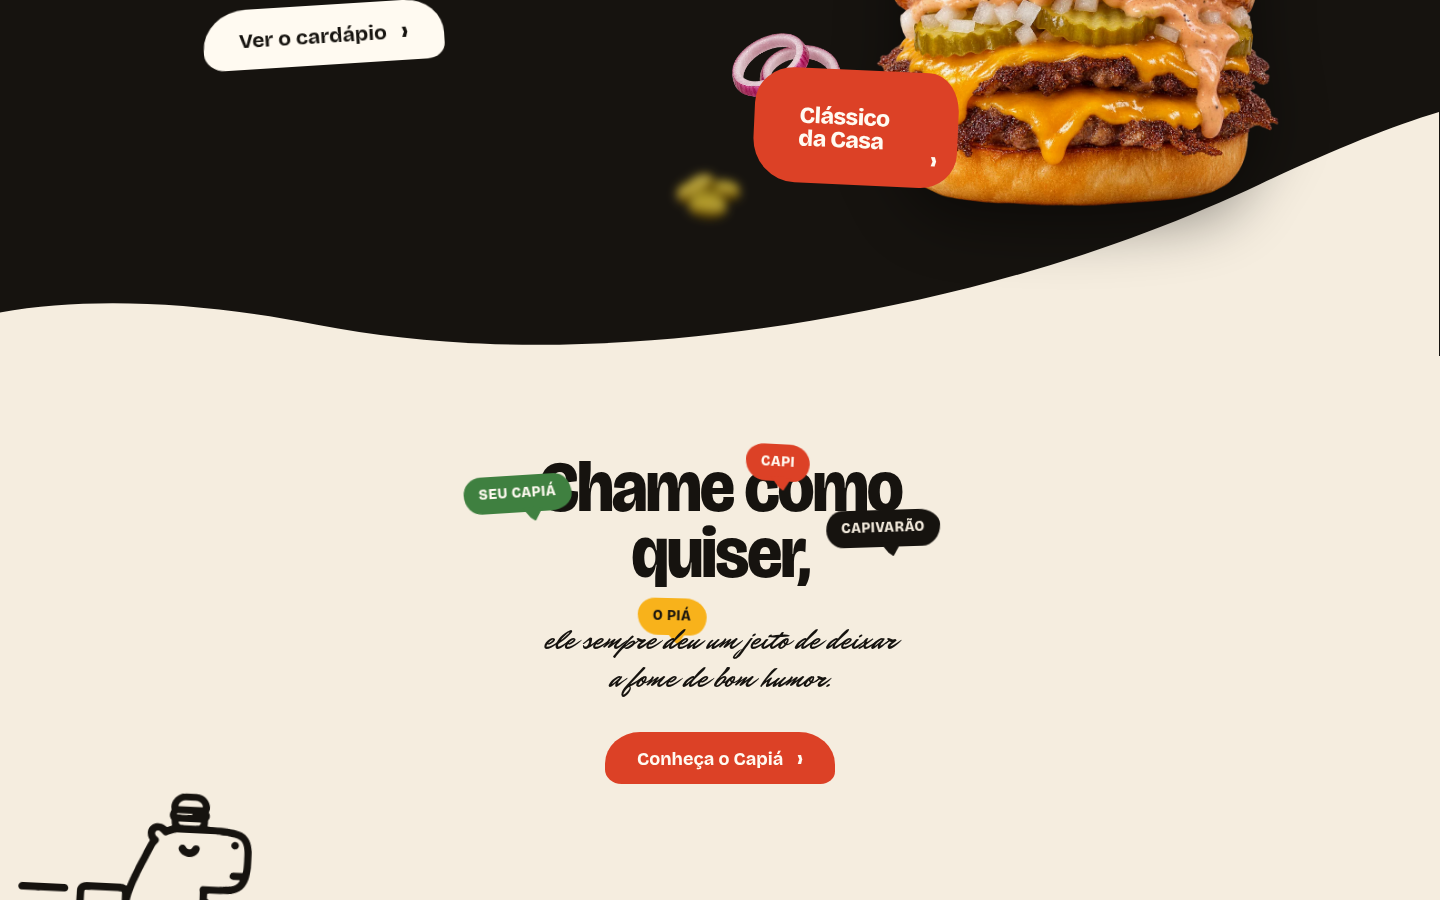 Ver o cardápio
Clássico
da Casa
CAPI
Chame como
SEU CAPIÁ
CAPIVARÃO
quiser,
O PIÁ
ele sempre deu um jeito de deixar
a fome de bom humor.
Conheça o Capiá